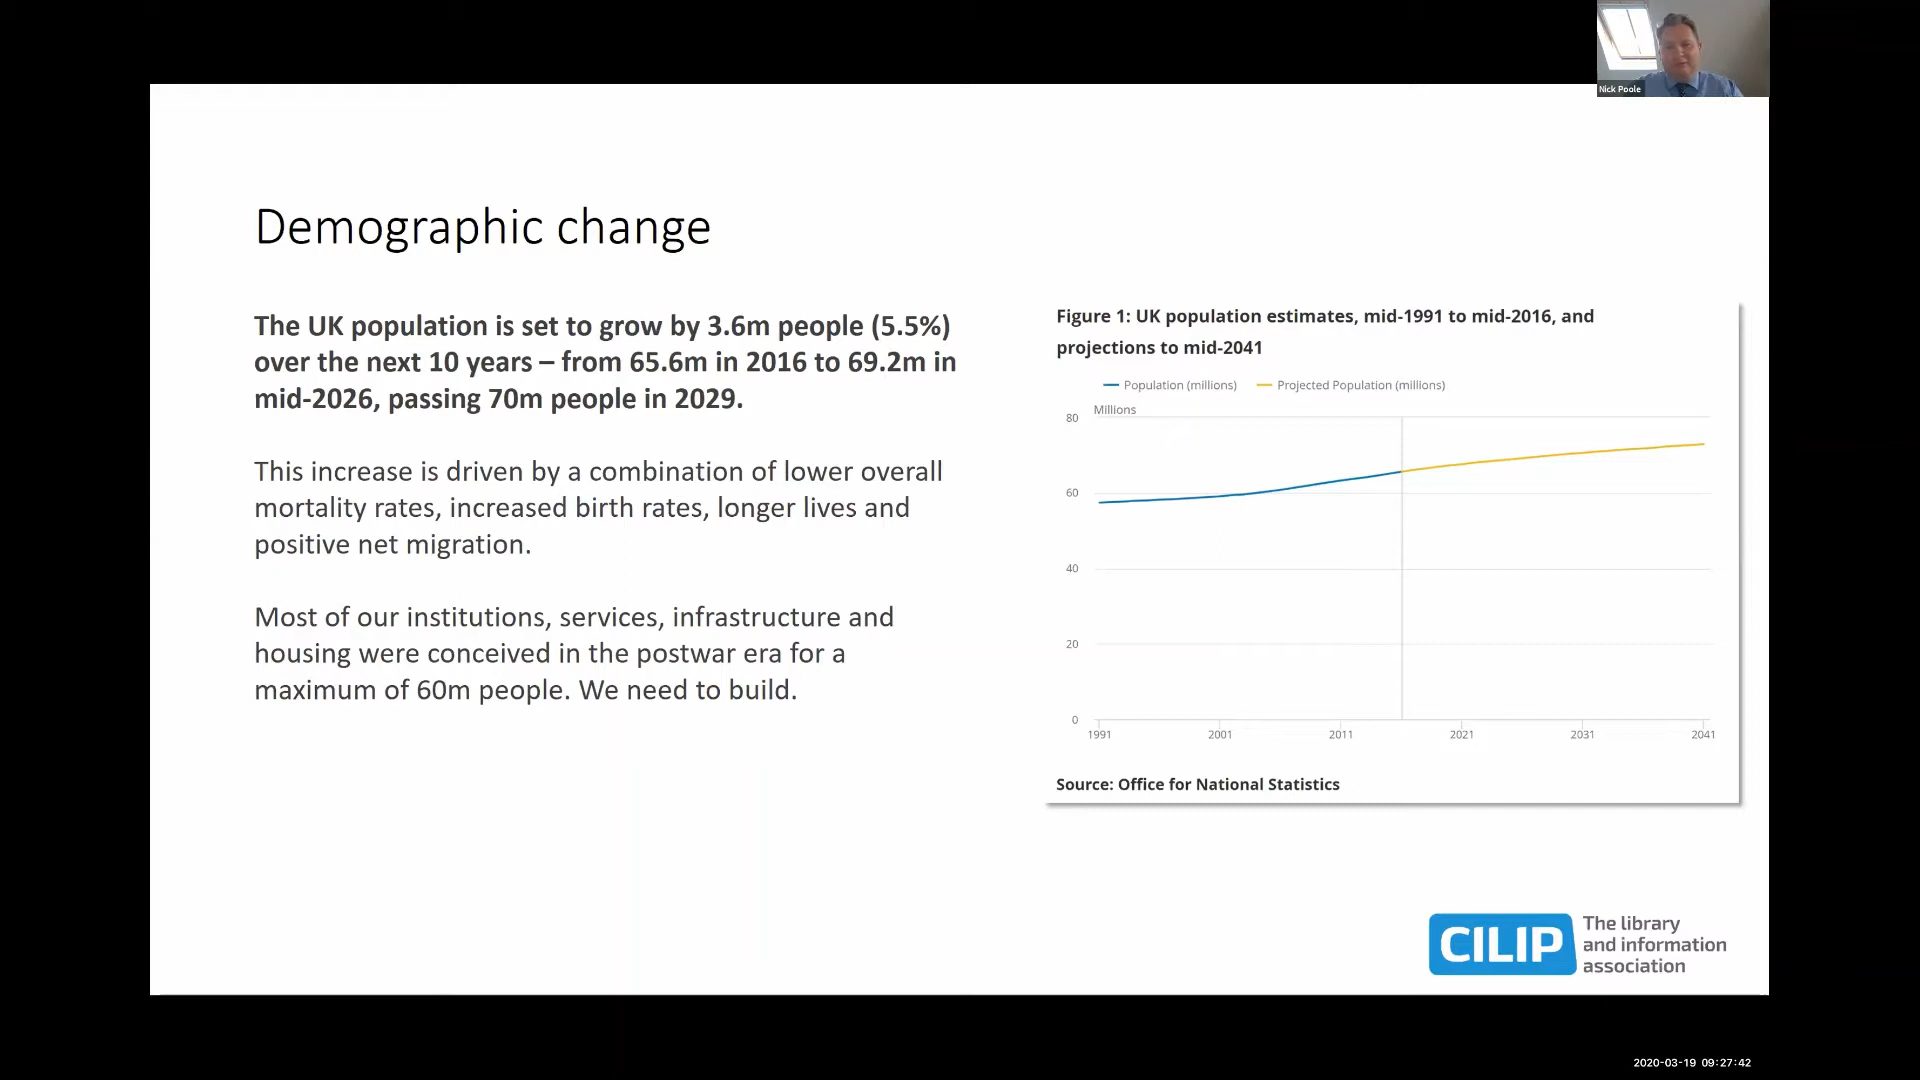 Nick Poole
Demographic change
The UK population is set to grow by 3.6m people (5.5%)
over the next 10 years – from 65.6m in 2016 to 69.2m in
mid-2026, passing 70m people in 2029.
This increase is driven by a combination of lower overall
mortality rates, increased birth rates, longer lives and
positive net migration.
Most of our institutions, services, infrastructure and
housing were conceived in the postwar era for a
maximum of 60m people. We need to build.
Figure 1: UK population estimates, mid-1991 to mid-2016, and
projections to mid-2041
Population (millions) Projected Population (millions)
Millions
80
60
40
20
0
1991 2001 2011 2021 2031 2041
Source: Office for National Statistics
CILIP
The library
and information
association
2020-03-19 09:27:42